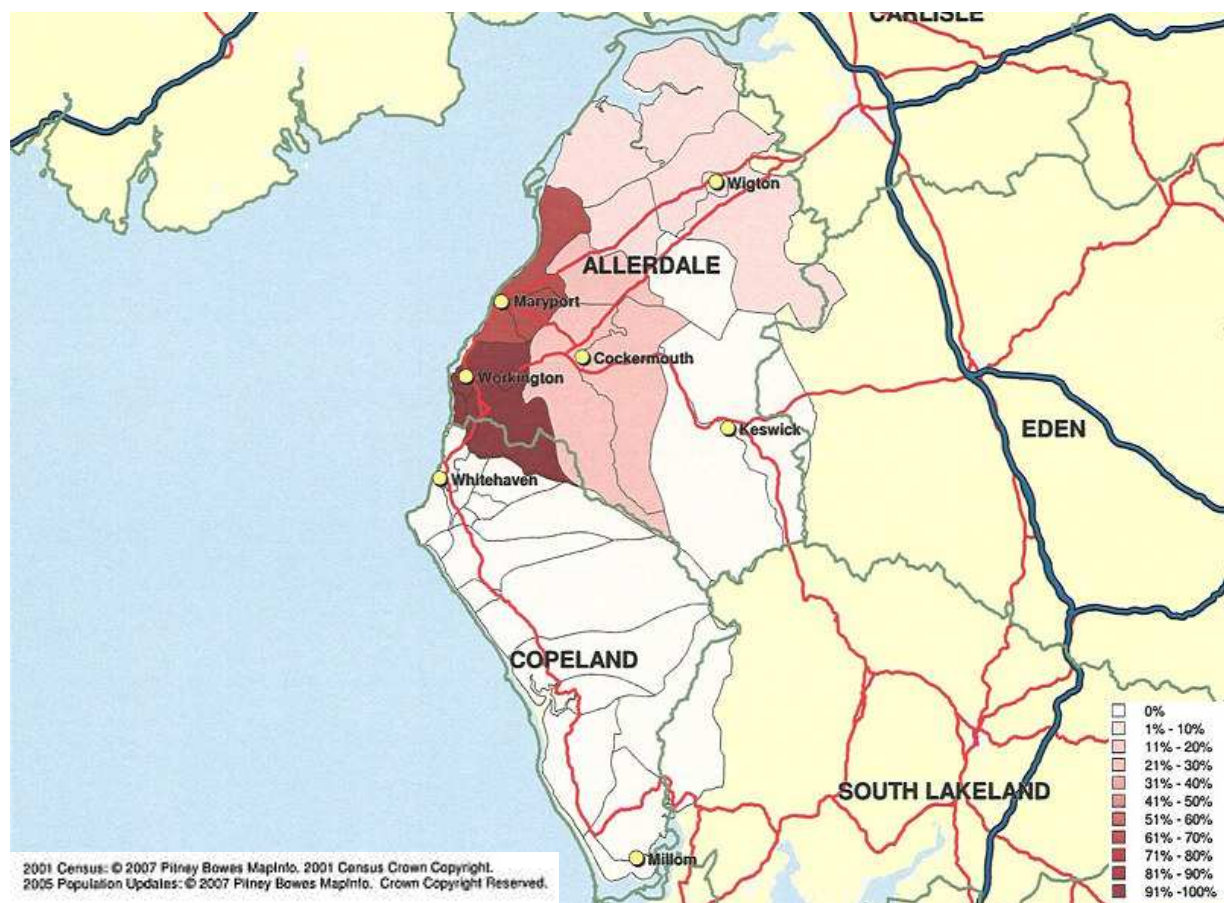 CARLISLE
Wigton
ALLERDALE
Maryport
Cockermouth
Workington
Keswick
EDEN
Whitehaven
COPELAND
SOUTH LAKELAND
Millom
0%
1% - 10%
11% - 20%
21% - 30%
31% - 40%
41% - 50%
51% - 60%
61% - 70%
71% - 80%
81% - 90%
91% -100%
2001 Census: © 2007 Pitney Bowes MapInfo. 2001 Census Crown Copyright.
2005 Population Updates: © 2007 Pitney Bowes MapInfo. Crown Copyright Reserved.